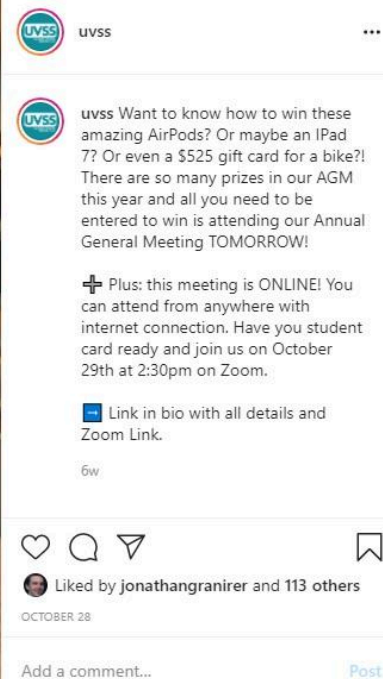 UVSS
uvss
...
UVSS
uvss Want to know how to win these
amazing AirPods? Or maybe an IPad
7? Or even a $525 gift card for a bike?!
There are so many prizes in our AGM
this year and all you need to be
entered to win is attending our Annual
General Meeting TOMORROW!
➕ Plus: this meeting is ONLINE! You
can attend from anywhere with
internet connection. Have you student
card ready and join us on October
29th at 2:30pm on Zoom.
➡️ Link in bio with all details and
Zoom Link.
6w
Liked by jonathangranirer and 113 others
OCTOBER 28
Add a comment...
Post